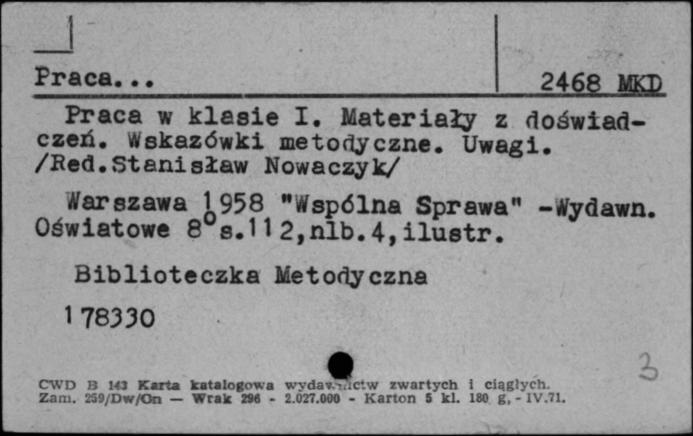 Praca...
2468 MKD
Praca w klasie I. Materiały z doświad-
czeń. Wskazówki metodyczne. Uwagi.
/Red.Stanisław Nowaczyk/
Warszawa 1958 "Wspólna Sprawa" -Wydawn.
Oświatowe 8° s.112,nlb.4,ilustr.
Biblioteczka Metodyczna
178330
3
CWD B 143 Karta katalogowa wydawnictw zwartych i ciągłych.
Zam. 259/Dw/On — Wrak 296 - 2.027.000 - Karton 5 kl. 180 g, - IV.71.